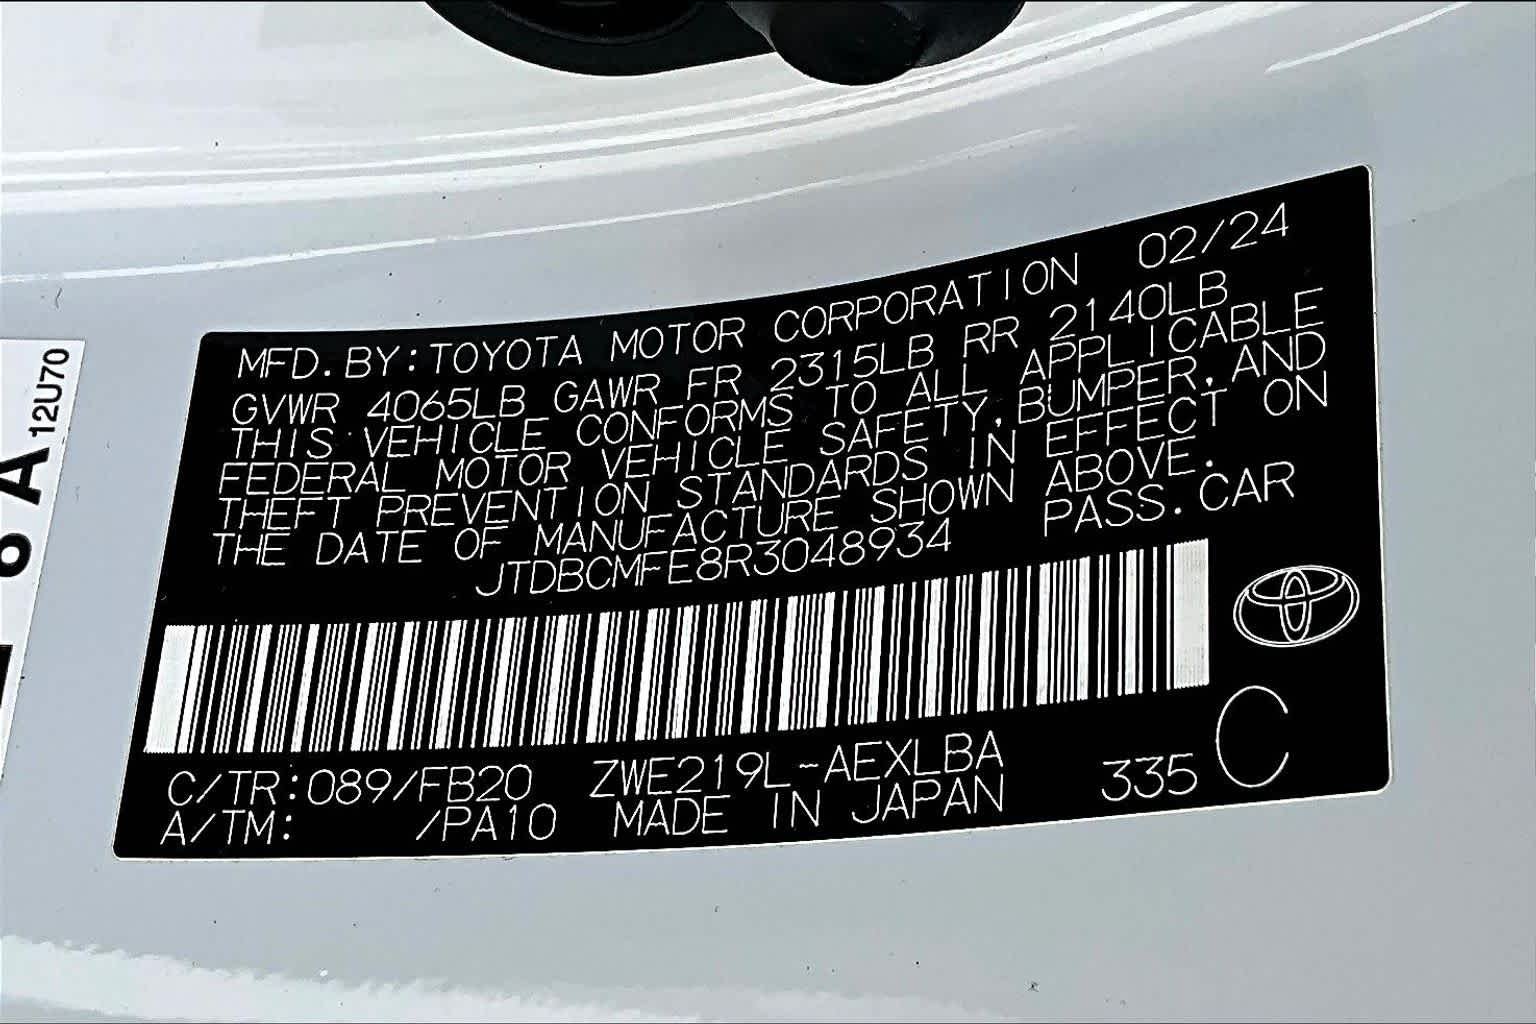 MFD. BY: TOYOTA MOTOR CORPORATION 02/24
GVWR 4065LB GAWR FR 2315LB RR 2140LB
THIS VEHICLE CONFORMS TO ALL APPLICABLE
FEDERAL MOTOR VEHICLE SAFETY, BUMPER, AND
THEFT PREVENTION STANDARDS IN EFFECT ON
THE DATE OF MANUFACTURE SHOWN ABOVE.
JTDBCMFE8R3048934 PASS. CAR
C/TR: 089/FB20 ZWE219L-AEXLBA 335 C
A/TM: /PA10 MADE IN JAPAN
12U70
A